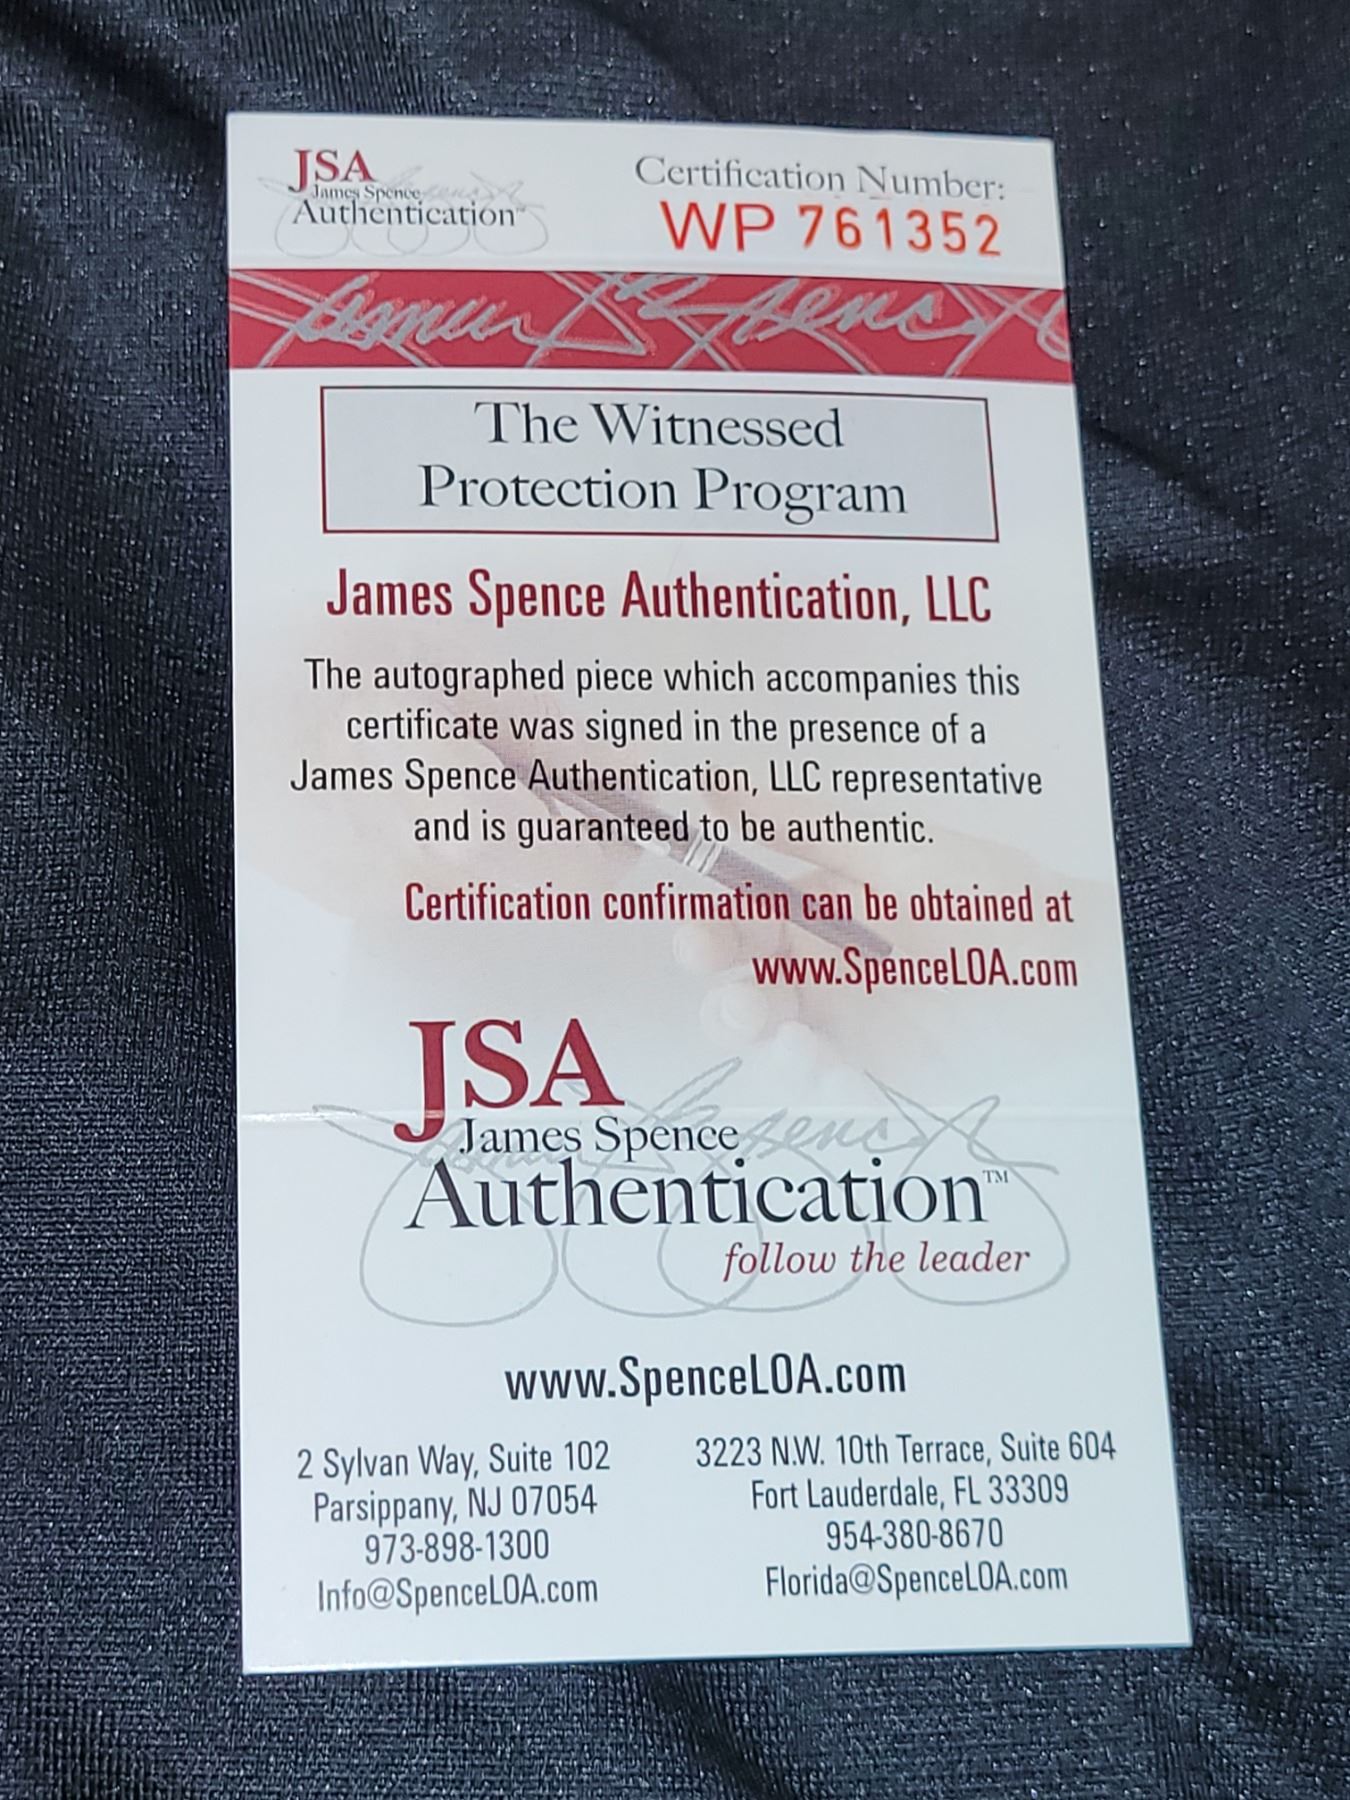 JSA
James Spence
Authentication™
Certification Number:
WP 761352
James Spence
The Witnessed
Protection Program
James Spence Authentication, LLC
The autographed piece which accompanies this
certificate was signed in the presence of a
James Spence Authentication, LLC representative
and is guaranteed to be authentic.
Certification confirmation can be obtained at
www.SpenceLOA.com
JSA
James Spence
Authentication™
follow the leader
www.SpenceLOA.com
2 Sylvan Way, Suite 102
Parsippany, NJ 07054
973-898-1300
Info@SpenceLOA.com
3223 N.W. 10th Terrace, Suite 604
Fort Lauderdale, FL 33309
954-380-8670
Florida@SpenceLOA.com